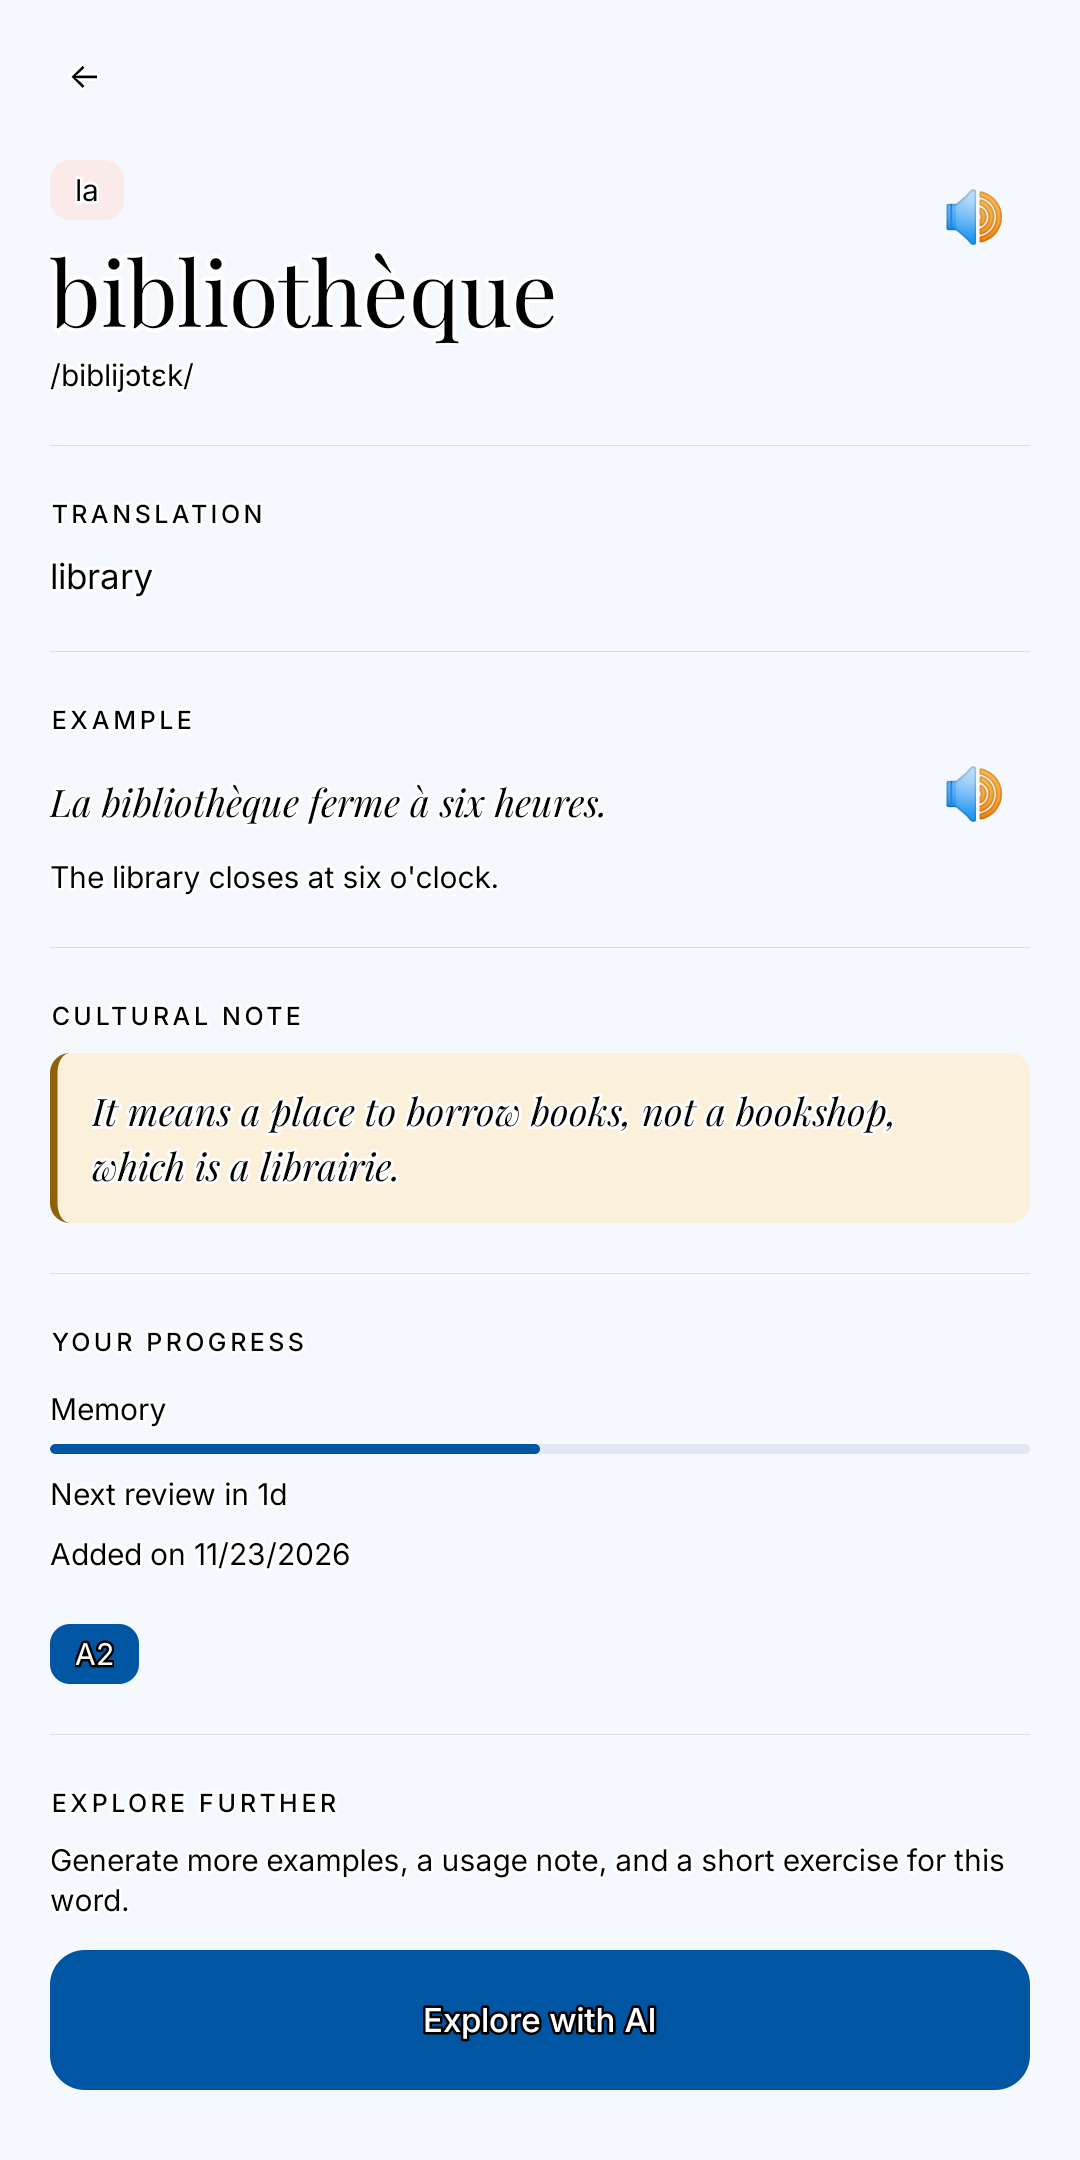 la
bibliothèque
/biblijɔtɛk/
TRANSLATION
library
EXAMPLE
La bibliothèque ferme à six heures.
The library closes at six o'clock.
CULTURAL NOTE
It means a place to borrow books, not a bookshop,
which is a librairie.
YOUR PROGRESS
Memory
Next review in 1d
Added on 11/23/2026
A2
EXPLORE FURTHER
Generate more examples, a usage note, and a short exercise for this
word.
Explore with AI